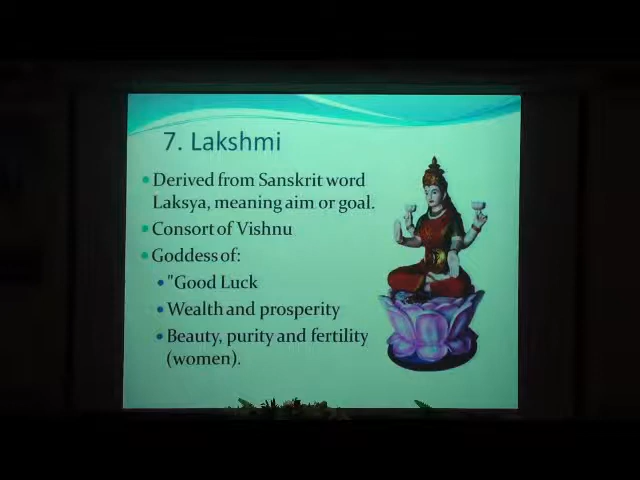 7. Lakshmi
• Derived from Sanskrit word
Laksya, meaning aim or goal.
• Consort of Vishnu
• Goddess of:
• "Good Luck
• Wealth and prosperity
• Beauty, purity and fertility
(women).